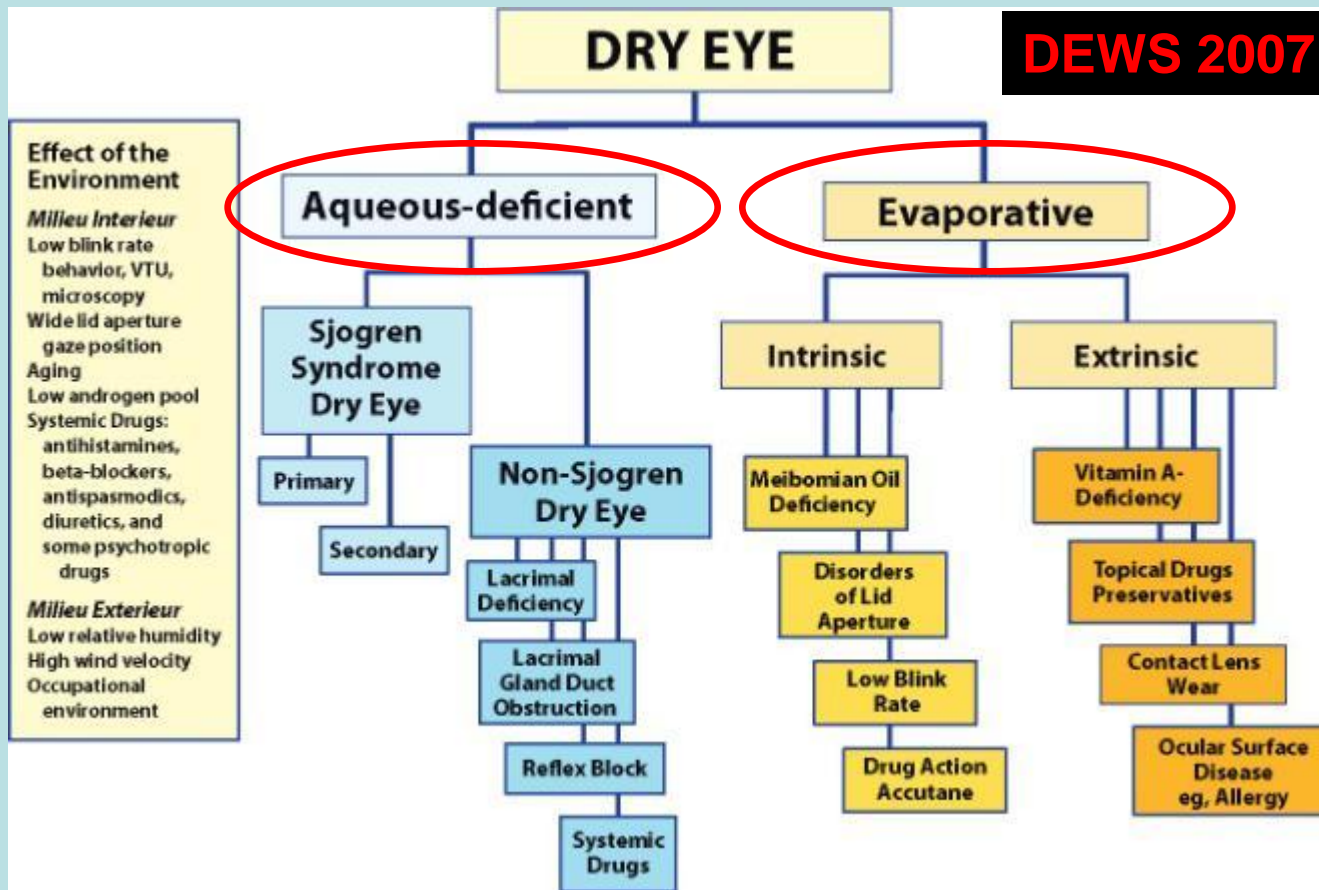 DRY EYE
DEWS 2007
Effect of the
Environment
Milieu Interieur
Low blink rate
behavior, VTU,
microscopy
Wide lid aperture
gaze position
Aging
Low androgen pool
Systemic Drugs:
antihistamines,
beta-blockers,
antispasmodics,
diuretics, and
some psychotropic
drugs
Milieu Exterieur
Low relative humidity
High wind velocity
Occupational
environment
Aqueous-deficient
Sjogren
Syndrome
Dry Eye
Primary
Secondary
Non-Sjogren
Dry Eye
Lacrimal
Deficiency
Lacrimal
Gland Duct
Obstruction
Reflex Block
Systemic
Drugs
Evaporative
Intrinsic
Meibomian Oil
Deficiency
Disorders
of Lid
Aperture
Low Blink
Rate
Drug Action
Accutane
Extrinsic
Vitamin A-
Deficiency
Topical Drugs
Preservatives
Contact Lens
Wear
Ocular Surface
Disease
eg, Allergy